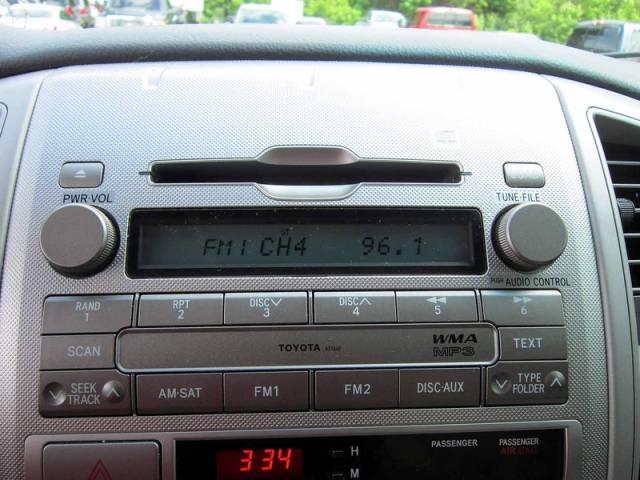 PWR·VOL
TUNE·FILE
ST
FM1 CH4 96.1
PUSH AUDIO CONTROL
RAND 1
RPT 2
DISC 3
DISC 4
5
6
SCAN
TOYOTA
WMA
MP3
TEXT
SEEK
TRACK
AM·SAT
FM1
FM2
DISC·AUX
TYPE
FOLDER
3:34
H
M
PASSENGER
PASSENGER
AIR BAG